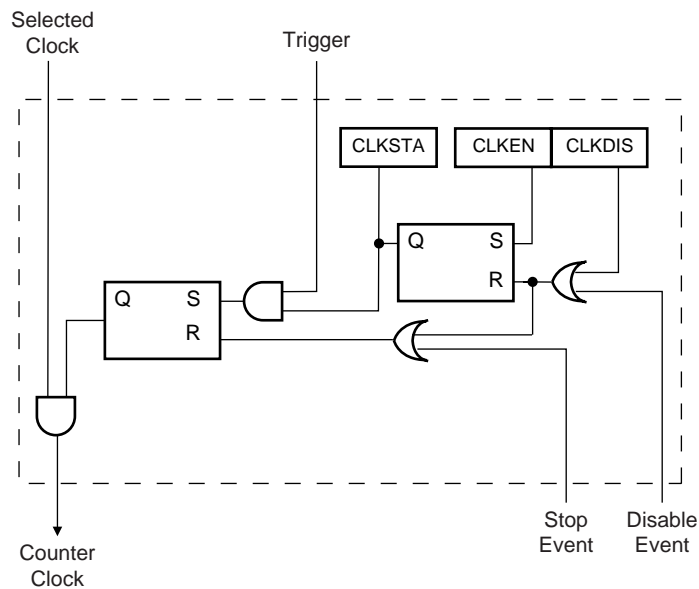 Selected
Clock
Trigger
CLKSTA
CLKEN
CLKDIS
Q
S
R
Q
S
R
Stop
Event
Disable
Event
Counter
Clock